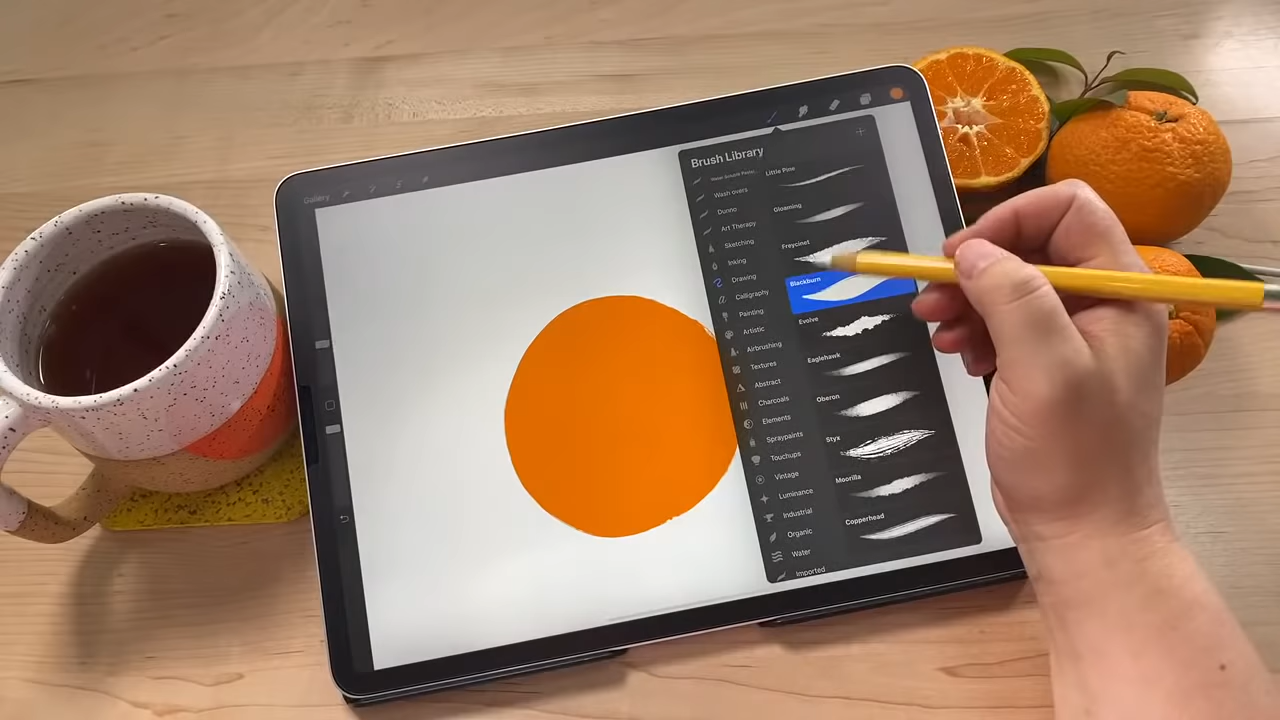 Gallery
Brush Library
Wash overs
Dunno
Art Therapy
Sketching
Inking
Drawing
Calligraphy
Painting
Artistic
Airbrushing
Textures
Abstract
Charcoals
Elements
Spraypaints
Touchups
Vintage
Luminance
Industrial
Organic
Water
Imported
Little Pine
Gloaming
Freycinet
Blackburn
Evolve
Eaglehawk
Oberon
Styx
Moorilla
Copperhead